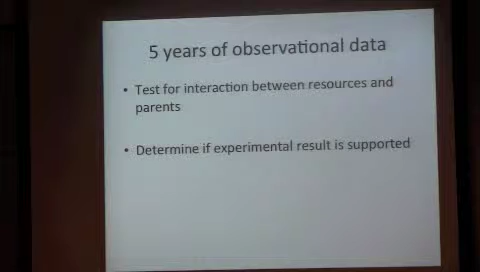 5 years of observational data
• Test for interaction between resources and
parents
• Determine if experimental result is supported